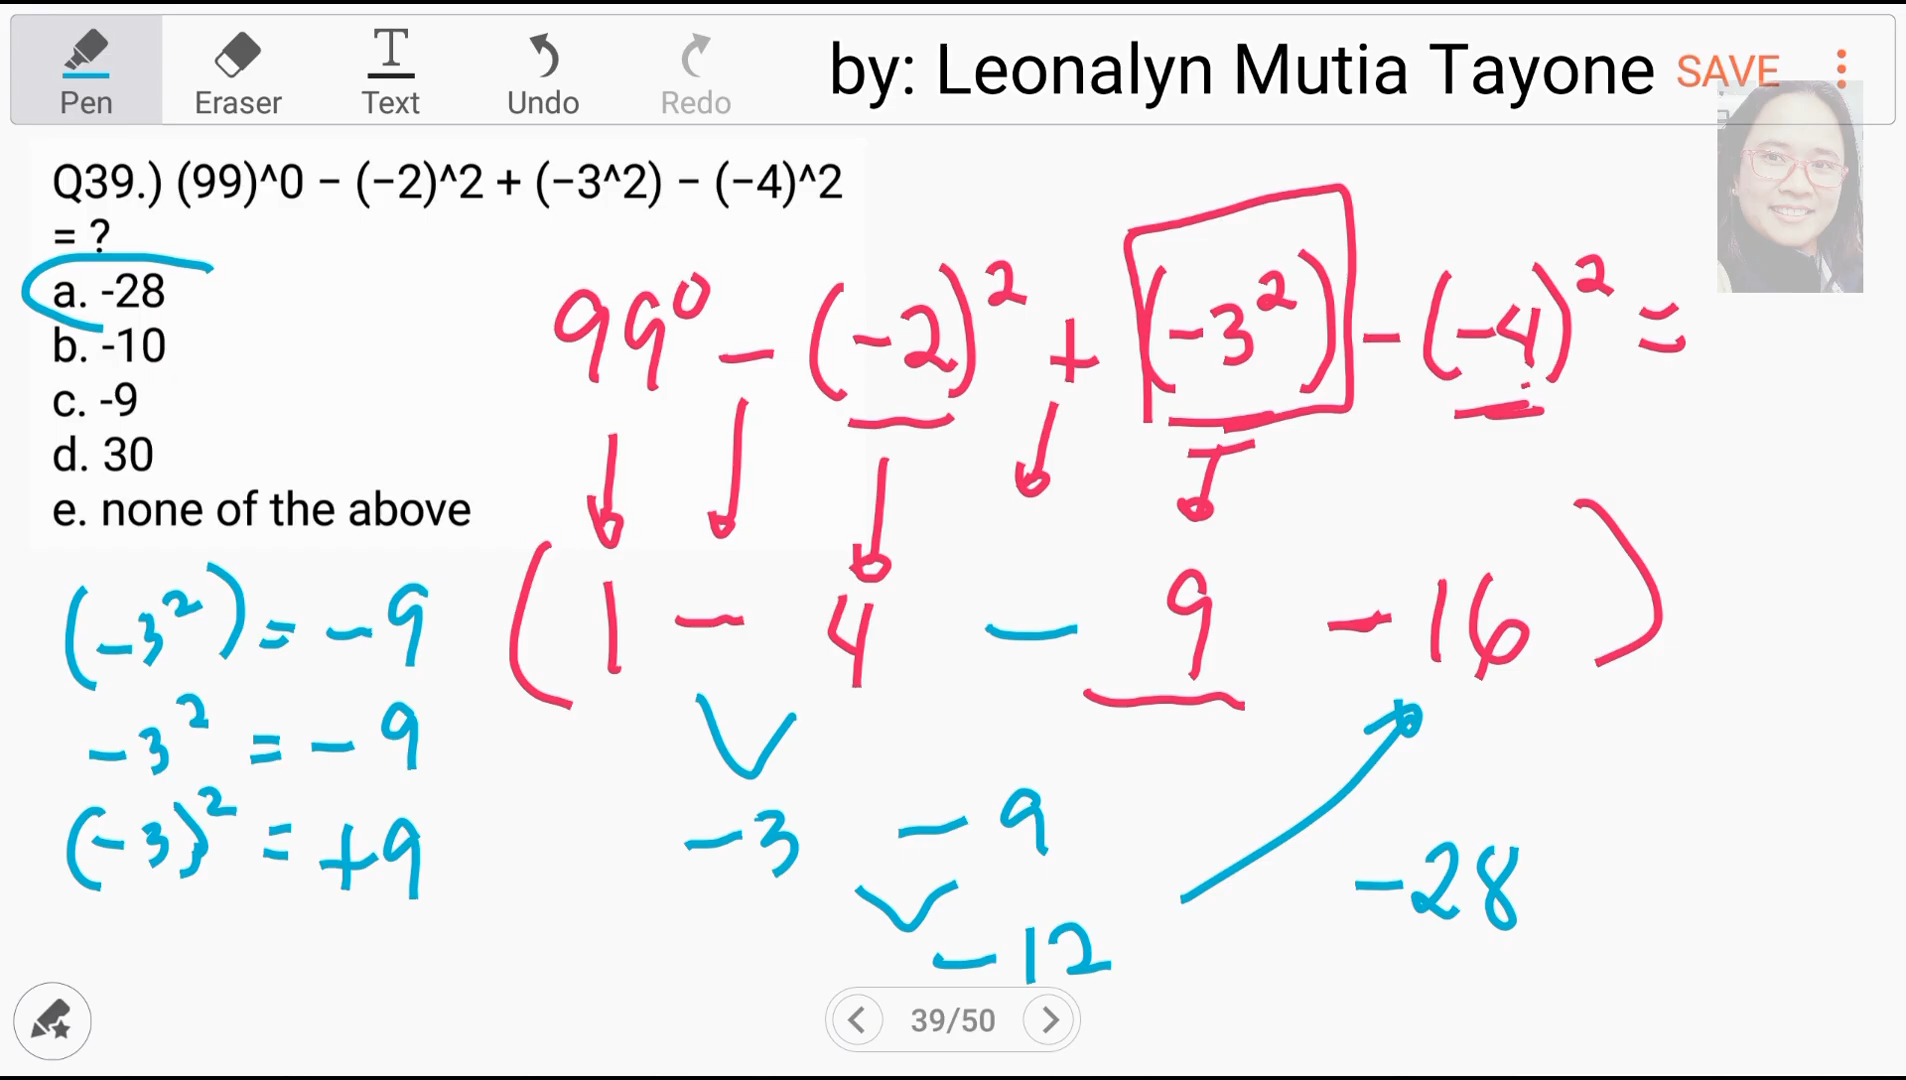 Pen
Eraser
Text
Undo
Redo
by: Leonalyn Mutia Tayone
SAVE
Q39.) (99)^0 − (−2)^2 + (−3^2) − (−4)^2
= ?
a. -28
b. -10
c. -9
d. 30
e. none of the above
99⁰ − (−2)² + (−3²) − (−4)² =
(1 − 4 − 9 − 16)
(−3²) = −9
−3² = −9
(−3)² = +9
−3 − 9
−12
−28
39/50